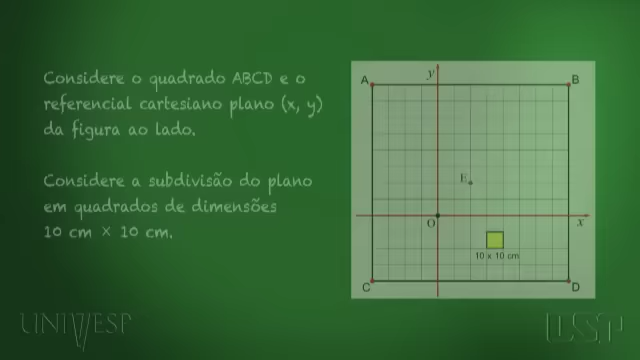 Considere o quadrado ABCD e o
referencial cartesiano plano (x, y)
da figura ao lado.
Considere a subdivisão do plano
em quadrados de dimensões
10 cm × 10 cm.
A
y
B
E
O
x
10 x 10 cm
C
D
UNIVESP